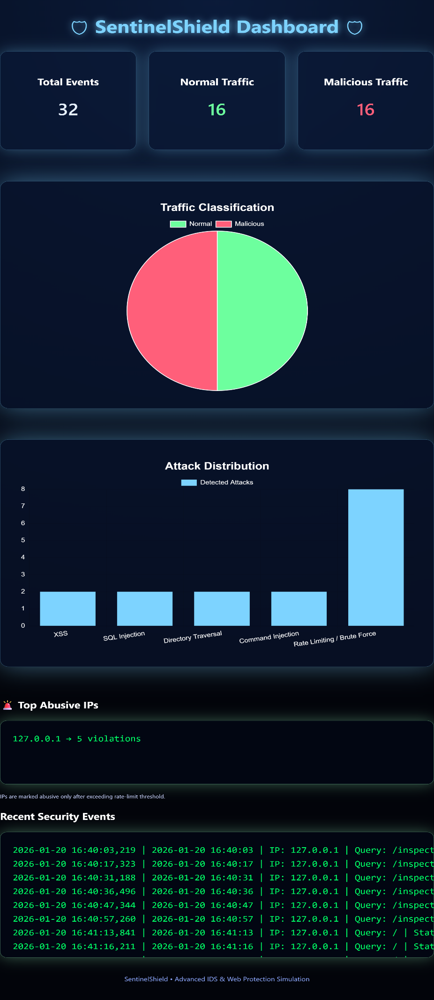 SentinelShield Dashboard
Total Events
32
Normal Traffic
16
Malicious Traffic
16
Traffic Classification
Normal
Malicious
Attack Distribution
Detected Attacks
8
7
6
5
4
3
2
1
0
XSS
SQL Injection
Directory Traversal
Command Injection
Rate Limiting / Brute Force
Top Abusive IPs
127.0.0.1 → 5 violations
IPs are marked abusive only after exceeding rate-limit threshold.
Recent Security Events
2026-01-20 16:40:03,219 | 2026-01-20 16:40:03 | IP: 127.0.0.1 | Query: /inspect
2026-01-20 16:40:17,323 | 2026-01-20 16:40:17 | IP: 127.0.0.1 | Query: /inspect
2026-01-20 16:40:31,188 | 2026-01-20 16:40:31 | IP: 127.0.0.1 | Query: /inspect
2026-01-20 16:40:36,496 | 2026-01-20 16:40:36 | IP: 127.0.0.1 | Query: /inspect
2026-01-20 16:40:47,344 | 2026-01-20 16:40:47 | IP: 127.0.0.1 | Query: /inspect
2026-01-20 16:40:57,260 | 2026-01-20 16:40:57 | IP: 127.0.0.1 | Query: /inspect
2026-01-20 16:41:13,841 | 2026-01-20 16:41:13 | IP: 127.0.0.1 | Query: / | Stat
2026-01-20 16:41:16,211 | 2026-01-20 16:41:16 | IP: 127.0.0.1 | Query: / | Stat
SentinelShield • Advanced IDS & Web Protection Simulation